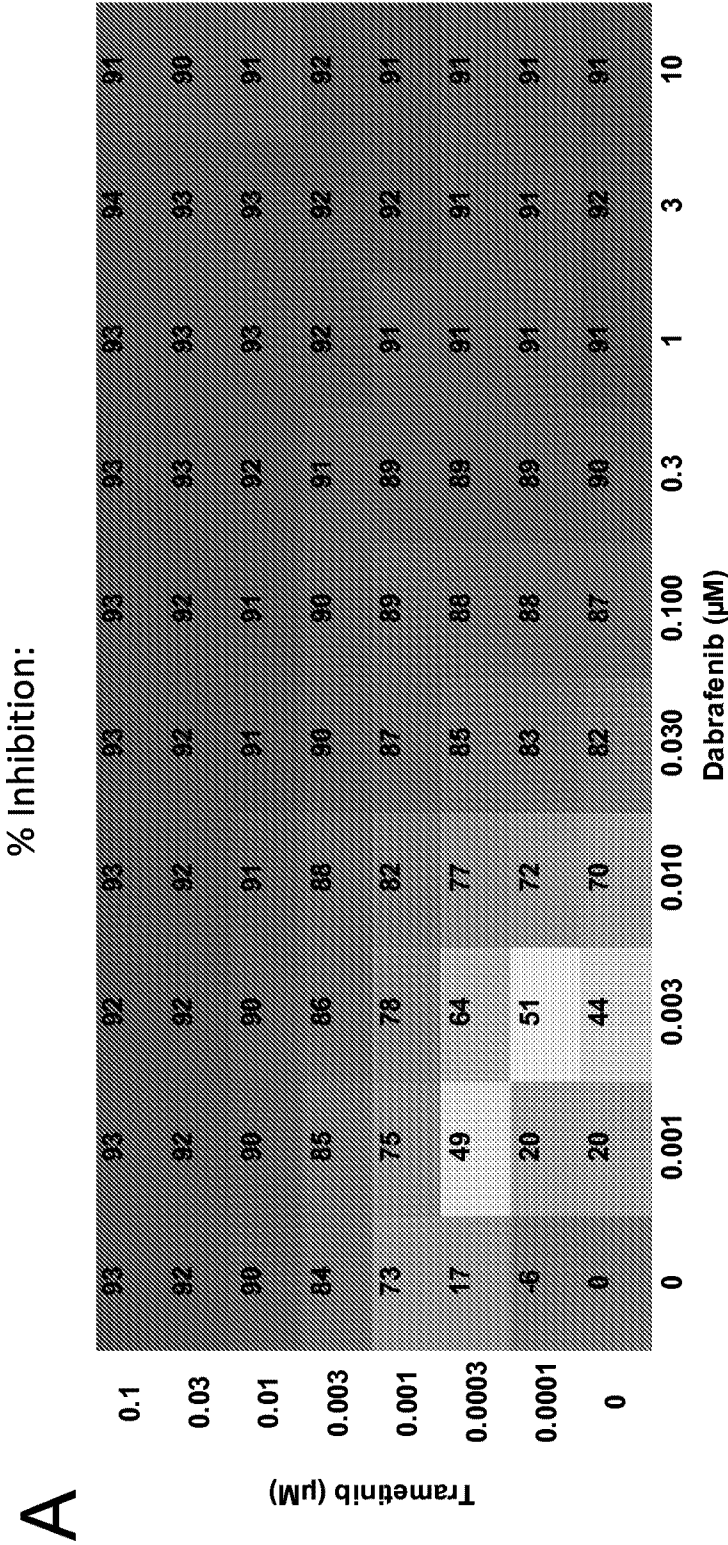 A
% Inhibition:
Trametinib (µM)
0.1 93 93 92 93 93 93 93 93 94 91
0.03 92 92 92 92 92 92 93 93 93 90
0.01 90 90 90 91 91 91 92 93 93 91
0.003 84 85 86 88 90 90 91 92 92 92
0.001 73 75 78 82 87 89 89 91 92 91
0.0003 17 49 64 77 85 88 89 91 91 91
0.0001 -6 20 51 72 83 88 89 91 91 91
0 0 20 44 70 82 87 90 91 92 91
0 0.001 0.003 0.010 0.030 0.100 0.3 1 3 10
Dabrafenib (µM)